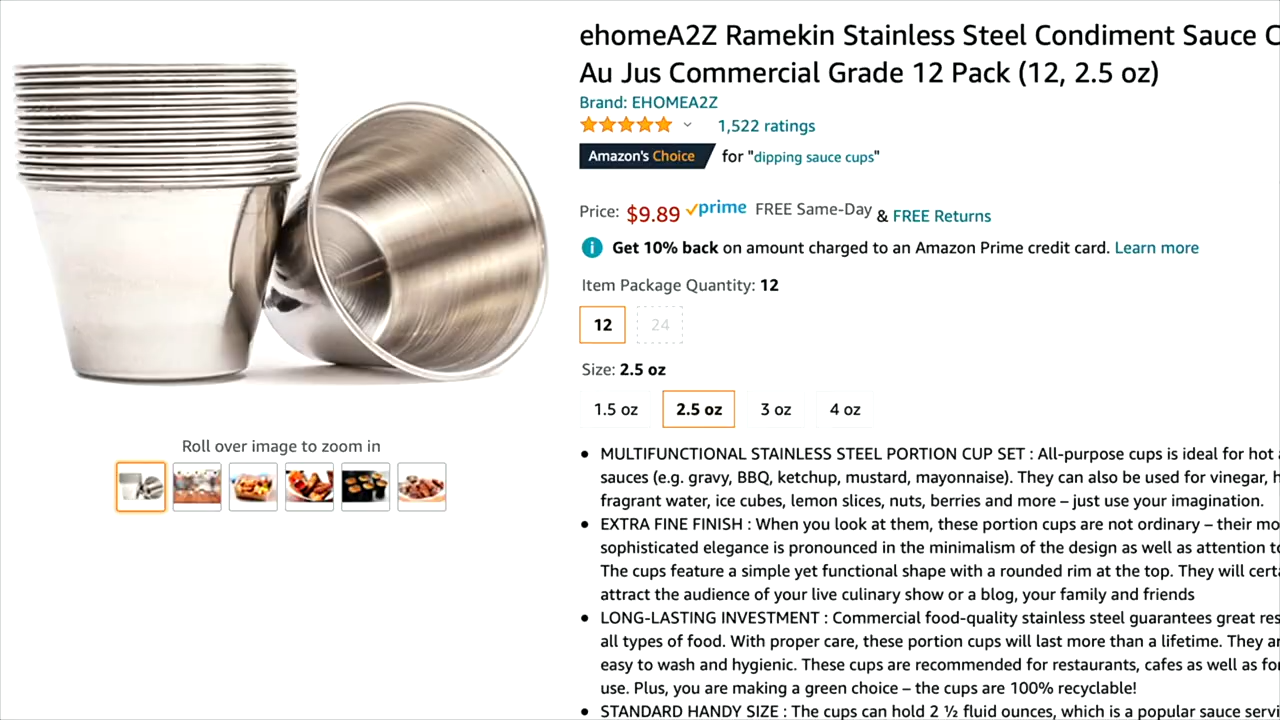 ehomeA2Z Ramekin Stainless Steel Condiment Sauce
Au Jus Commercial Grade 12 Pack (12, 2.5 oz)
Brand: EHOMEA2Z
1,522 ratings
Amazon's Choice for "dipping sauce cups"
Price: $9.89 prime FREE Same-Day & FREE Returns
i Get 10% back on amount charged to an Amazon Prime credit card. Learn more
Item Package Quantity: 12
12 24
Size: 2.5 oz
1.5 oz 2.5 oz 3 oz 4 oz
Roll over image to zoom in
• MULTIFUNCTIONAL STAINLESS STEEL PORTION CUP SET : All-purpose cups is ideal for hot
sauces (e.g. gravy, BBQ, ketchup, mustard, mayonnaise). They can also be used for vinegar,
fragrant water, ice cubes, lemon slices, nuts, berries and more – just use your imagination.
• EXTRA FINE FINISH : When you look at them, these portion cups are not ordinary – their
sophisticated elegance is pronounced in the minimalism of the design as well as attention
The cups feature a simple yet functional shape with a rounded rim at the top. They will
attract the audience of your live culinary show or a blog, your family and friends
• LONG-LASTING INVESTMENT : Commercial food-quality stainless steel guarantees great
all types of food. With proper care, these portion cups will last more than a lifetime. They
easy to wash and hygienic. These cups are recommended for restaurants, cafes as well as
use. Plus, you are making a green choice – the cups are 100% recyclable!
• STANDARD HANDY SIZE : The cups can hold 2 ½ fluid ounces, which is a popular sauce